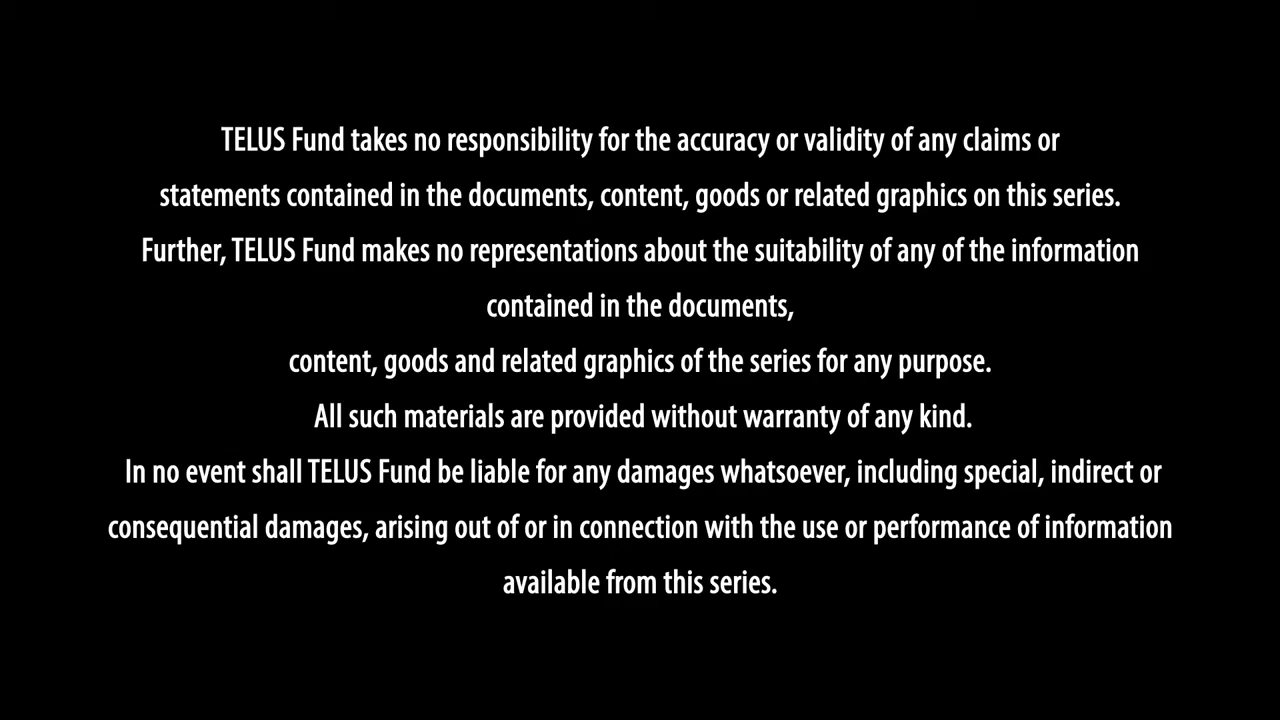 TELUS Fund takes no responsibility for the accuracy or validity of any claims or
statements contained in the documents, content, goods or related graphics on this series.
Further, TELUS Fund makes no representations about the suitability of any of the information
contained in the documents,
content, goods and related graphics of the series for any purpose.
All such materials are provided without warranty of any kind.
In no event shall TELUS Fund be liable for any damages whatsoever, including special, indirect or
consequential damages, arising out of or in connection with the use or performance of information
available from this series.